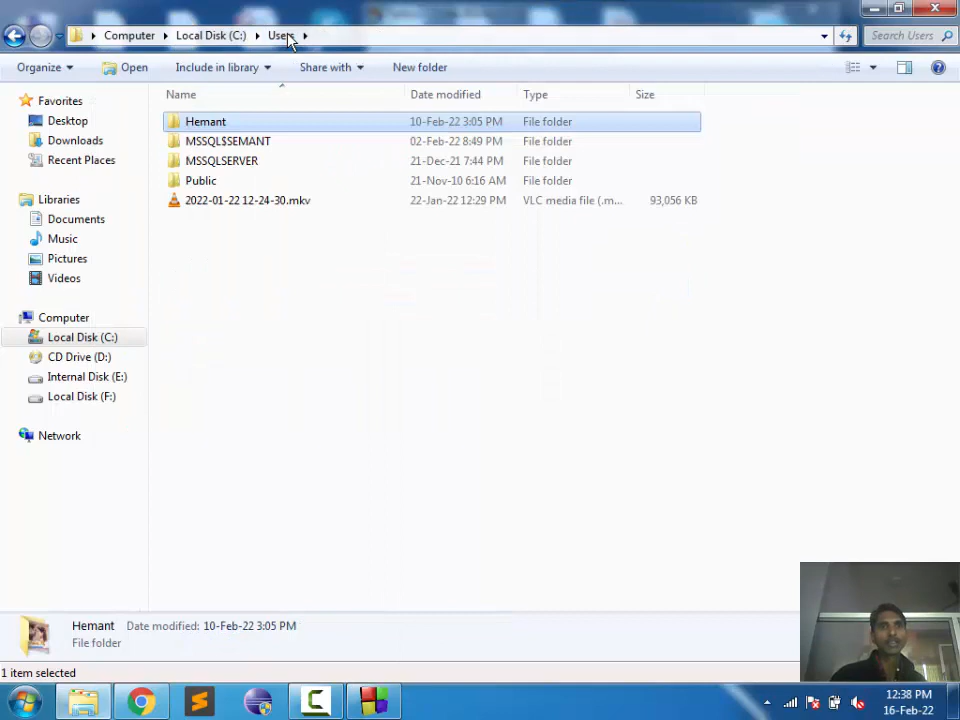 Computer Local Disk (C:) Users
Search Users
Organize Open Include in library Share with New folder
Name Date modified Type Size
Favorites
Desktop
Downloads
Recent Places
Libraries
Documents
Music
Pictures
Videos
Computer
Local Disk (C:)
CD Drive (D:)
Internal Disk (E:)
Local Disk (F:)
Network
Hemant 10-Feb-22 3:05 PM File folder
MSSQL$SEMANT 02-Feb-22 8:49 PM File folder
MSSQLSERVER 21-Dec-21 7:44 PM File folder
Public 21-Nov-10 6:16 AM File folder
2022-01-22 12-24-30.mkv 22-Jan-22 12:29 PM VLC media file (.m... 93,056 KB
Hemant Date modified: 10-Feb-22 3:05 PM
File folder
1 item selected
12:38 PM
16-Feb-22